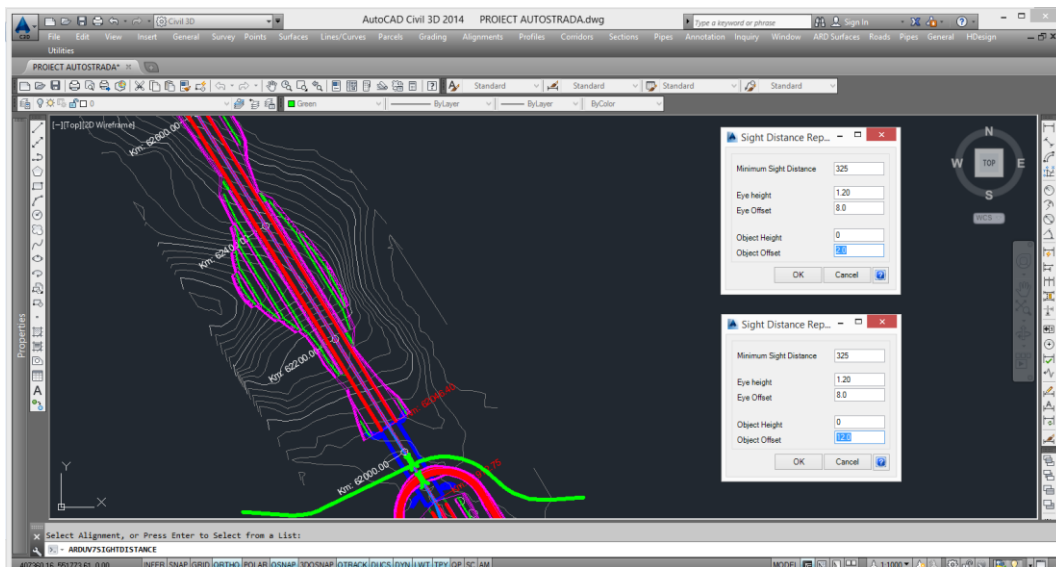 Civil 3D
AutoCAD Civil 3D 2014 PROIECT AUTOSTRADA.dwg
Type a keyword or phrase
Sign In
C3D
File Edit View Insert General Survey Points Surfaces Lines/Curves Parcels Grading Alignments Profiles Corridors Sections Pipes Annotation Inquiry Window ARD Surfaces Roads Pipes General HDesign
Utilities
PROIECT AUTOSTRADA*
Standard Standard Standard Standard
0 Green ByLayer ByLayer ByColor
[−][Top][2D Wireframe]
Km: 62600.00
Km: 62200.00
Km: 62000.00
75
Sight Distance Rep...
Minimum Sight Distance 325
Eye height 1.20
Eye Offset 8.0
Object Height 0
Object Offset 2.0
OK Cancel
Sight Distance Rep...
Minimum Sight Distance 325
Eye height 1.20
Eye Offset 8.0
Object Height 0
Object Offset 12.0
OK Cancel
N
W TOP E
S
WCS
Properties
Y
X
Select Alignment, or Press Enter to Select from a List:
ARDUV7SIGHTDISTANCE
INFER SNAP GRID ORTHO POLAR OSNAP 3DOSNAP OTRACK DUCS DYN LWT TPY QP SC AM
MODEL 1:1000